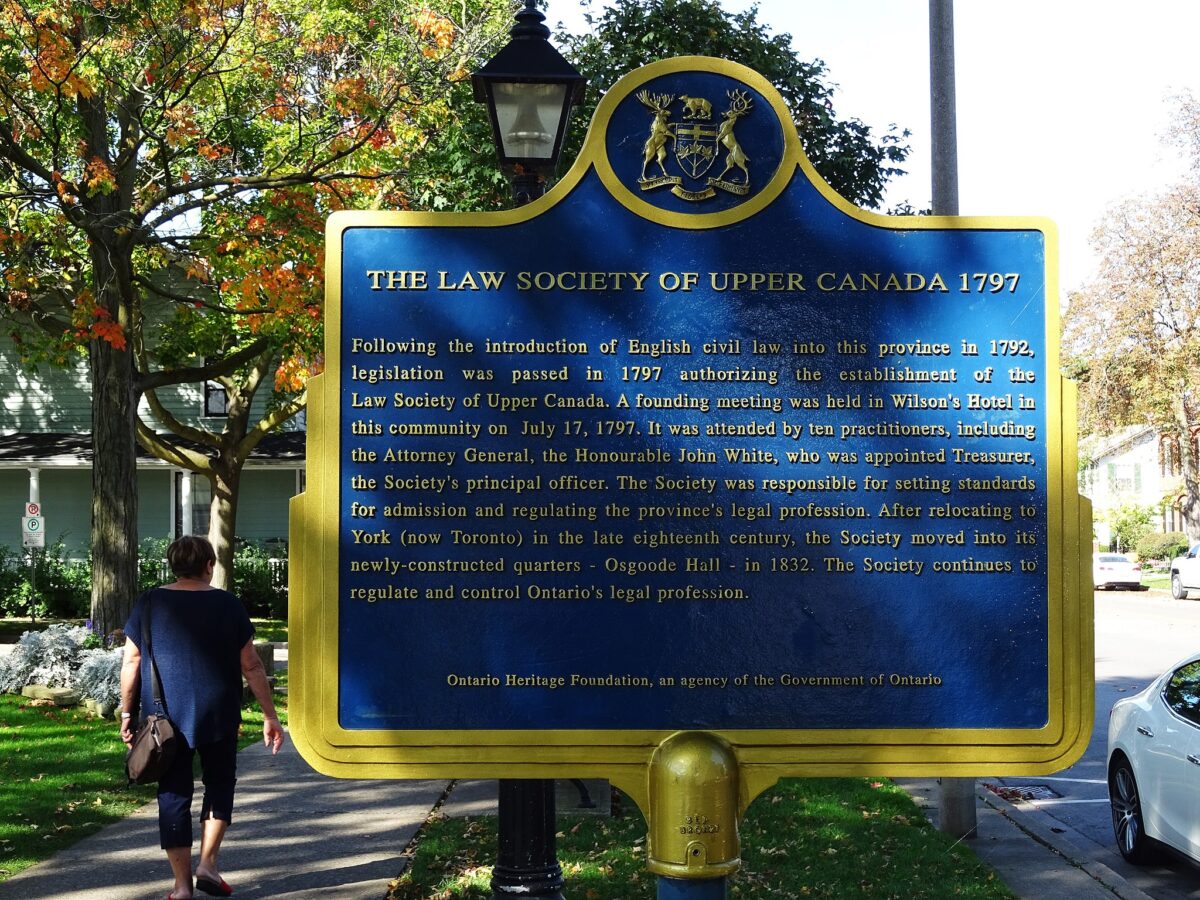 THE LAW SOCIETY OF UPPER CANADA 1797
Following the introduction of English civil law into this province in 1792,
legislation was passed in 1797 authorizing the establishment of the
Law Society of Upper Canada. A founding meeting was held in Wilson's Hotel in
this community on July 17, 1797. It was attended by ten practitioners, including
the Attorney General, the Honourable John White, who was appointed Treasurer,
the Society's principal officer. The Society was responsible for setting standards
for admission and regulating the province's legal profession. After relocating to
York (now Toronto) in the late eighteenth century, the Society moved into its
newly-constructed quarters - Osgoode Hall - in 1832. The Society continues to
regulate and control Ontario's legal profession.
Ontario Heritage Foundation, an agency of the Government of Ontario
P